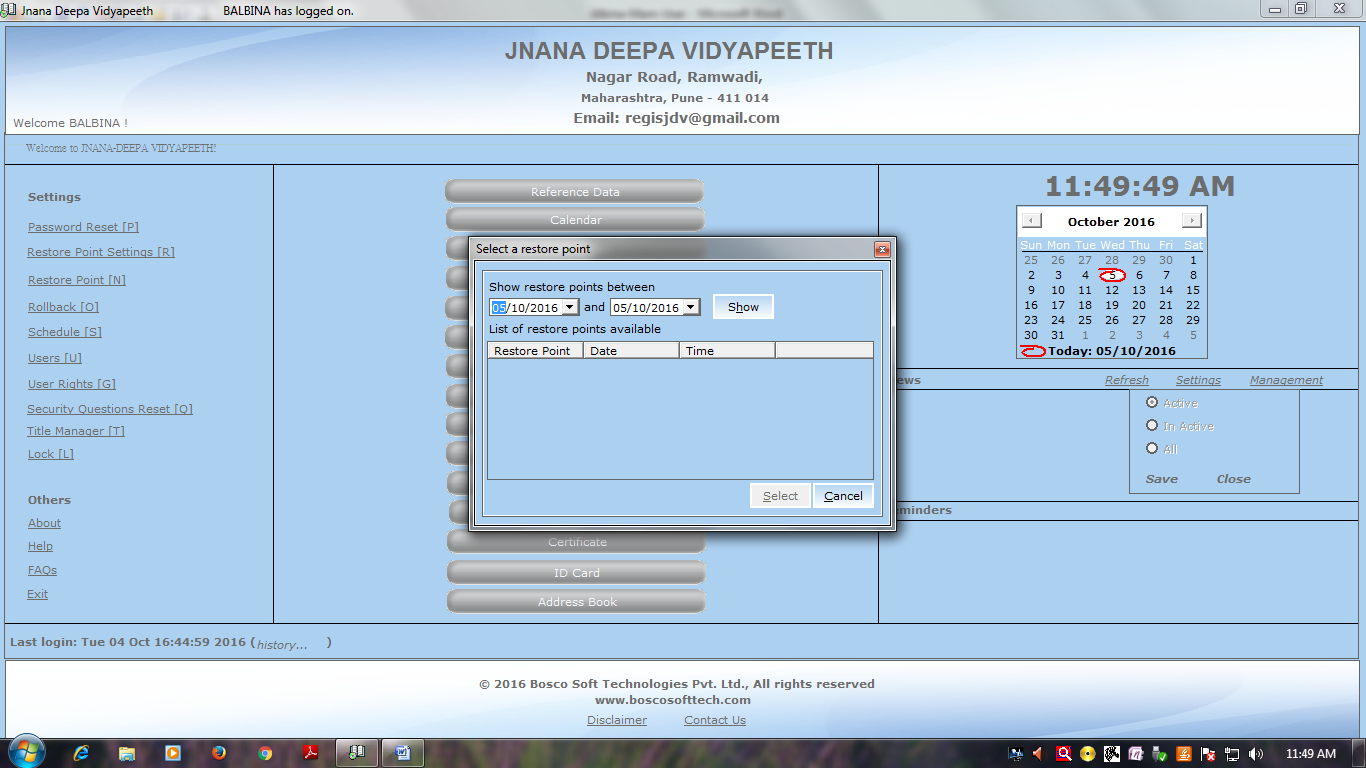 Jnana Deepa Vidyapeeth BALBINA has logged on.
JNANA DEEPA VIDYAPEETH
Nagar Road, Ramwadi,
Maharashtra, Pune - 411 014
Email: regisjdv@gmail.com
Welcome BALBINA !
Welcome to JNANA-DEEPA VIDYAPEETH!
Settings
Password Reset [P]
Restore Point Settings [R]
Restore Point [N]
Rollback [O]
Schedule [S]
Users [U]
User Rights [G]
Security Questions Reset [Q]
Title Manager [T]
Lock [L]
Others
About
Help
FAQs
Exit
Reference Data
Calendar
Select a restore point
Show restore points between
05/10/2016 and 05/10/2016 Show
List of restore points available
Restore Point Date Time
Select Cancel
Certificate
ID Card
Address Book
11:49:49 AM
October 2016
Sun Mon Tue Wed Thu Fri Sat
25 26 27 28 29 30 1
2 3 4 5 6 7 8
9 10 11 12 13 14 15
16 17 18 19 20 21 22
23 24 25 26 27 28 29
30 31 1 2 3 4 5
Today: 05/10/2016
ews Refresh Settings Management
Active
In Active
All
Save Close
eminders
Last login: Tue 04 Oct 16:44:59 2016 (history... )
© 2016 Bosco Soft Technologies Pvt. Ltd., All rights reserved
www.boscosofttech.com
Disclaimer Contact Us
11:49 AM